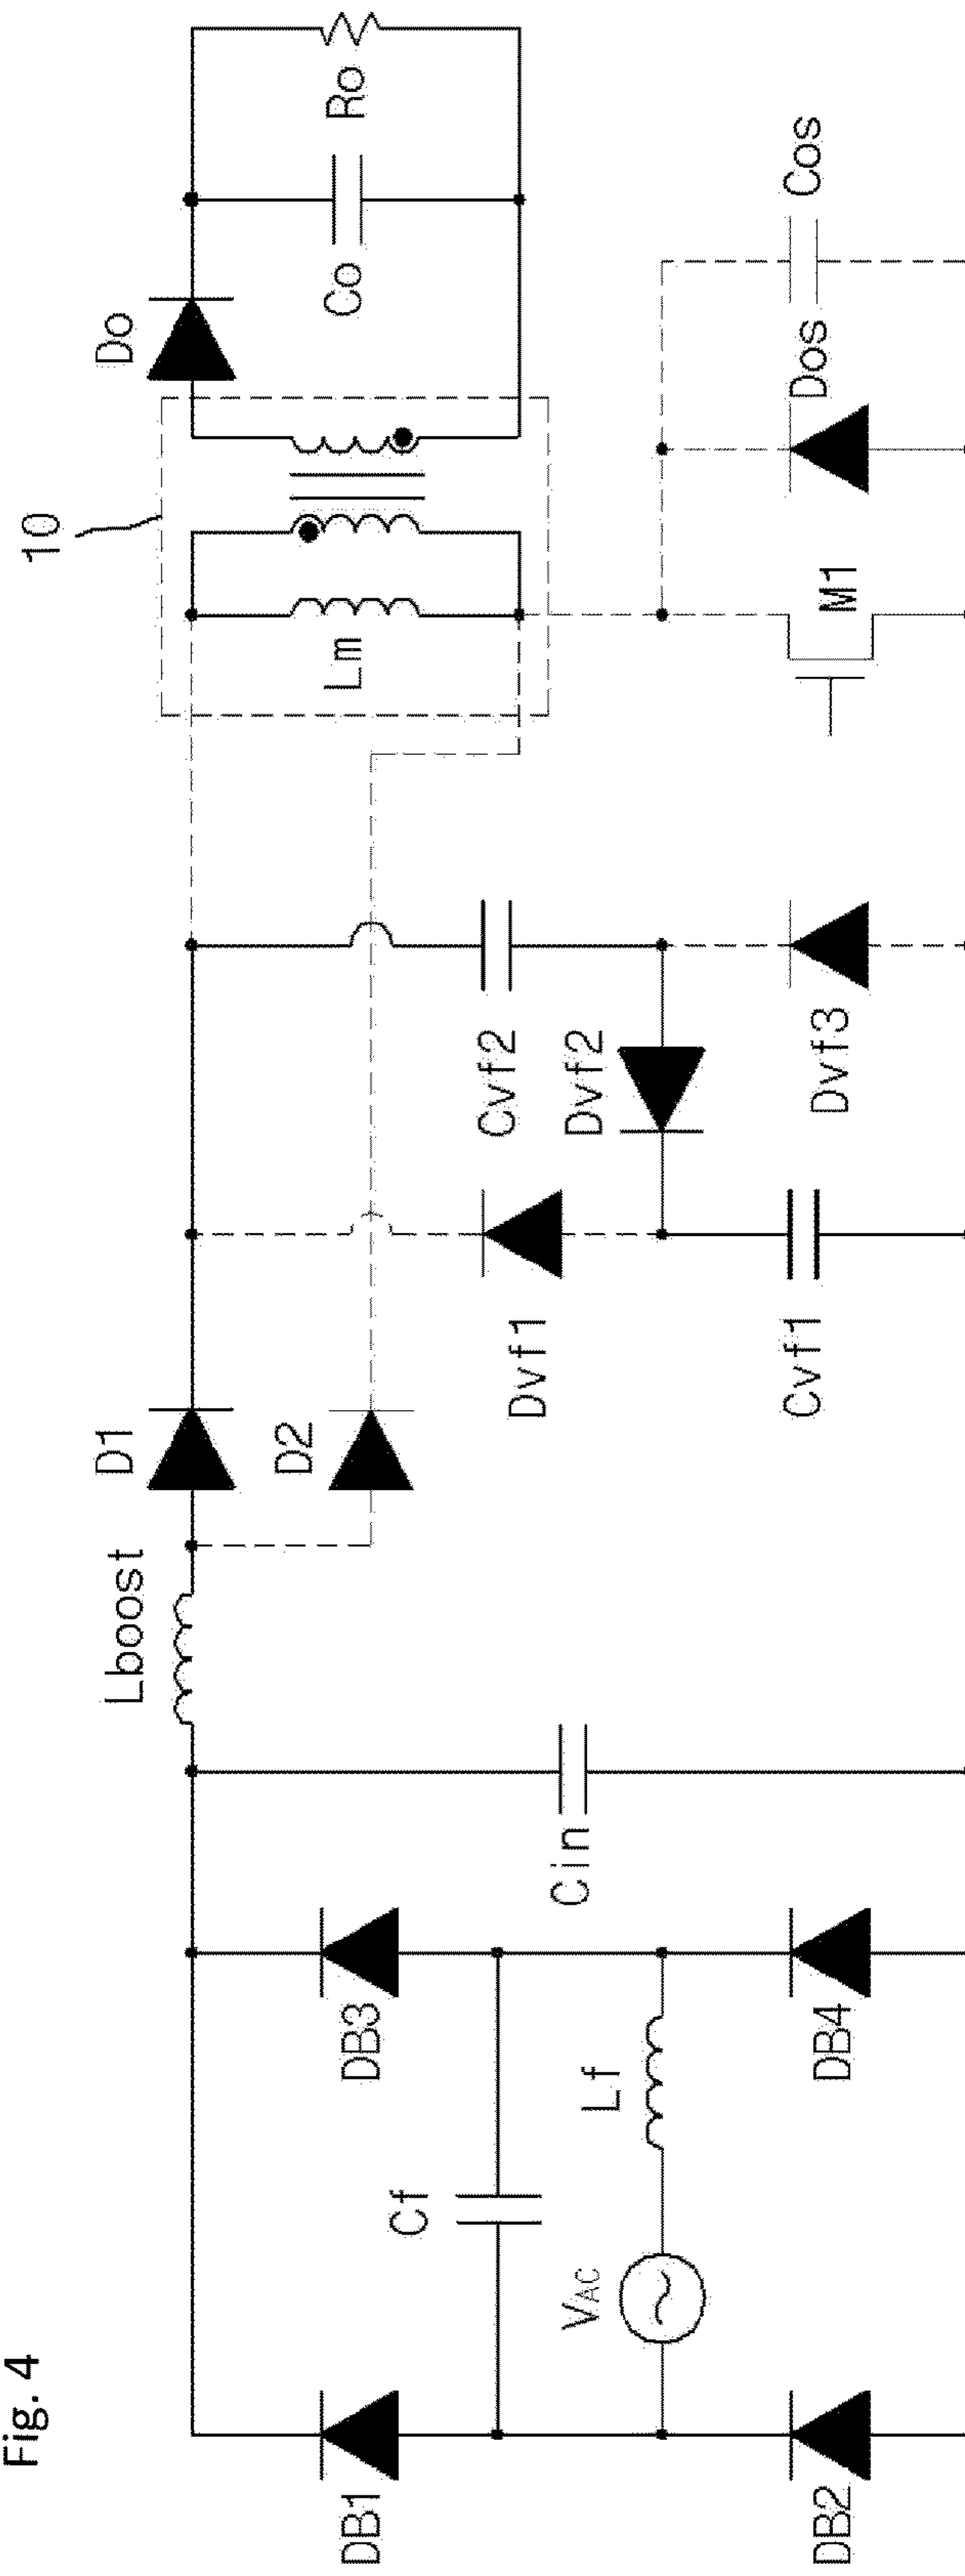 Fig. 4
10
Do
Ro
Co
Lm
Cos
Dos
M1
Cvf2
Dvf2
Dvf3
Dvf1
Cvf1
D1
D2
Lboost
Cin
DB3
DB4
Lf
Cf
VAC
DB1
DB2